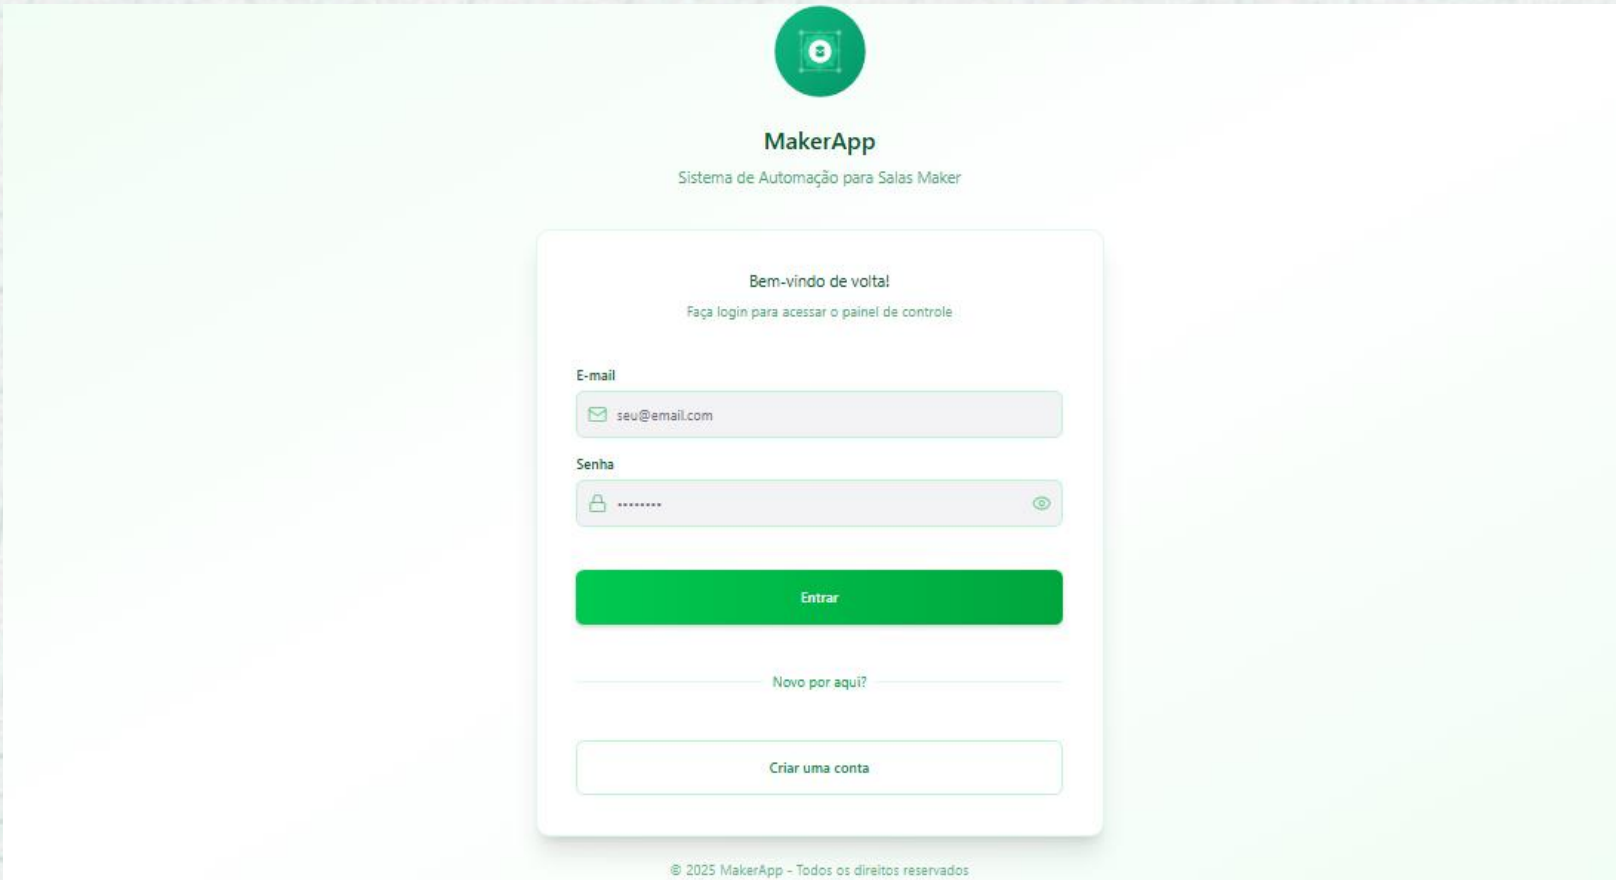 MakerApp
Sistema de Automação para Salas Maker
Bem-vindo de volta!
Faça login para acessar o painel de controle
E-mail
seu@email.com
Senha
••••••••
Entrar
Novo por aqui?
Criar uma conta
© 2025 MakerApp - Todos os direitos reservados